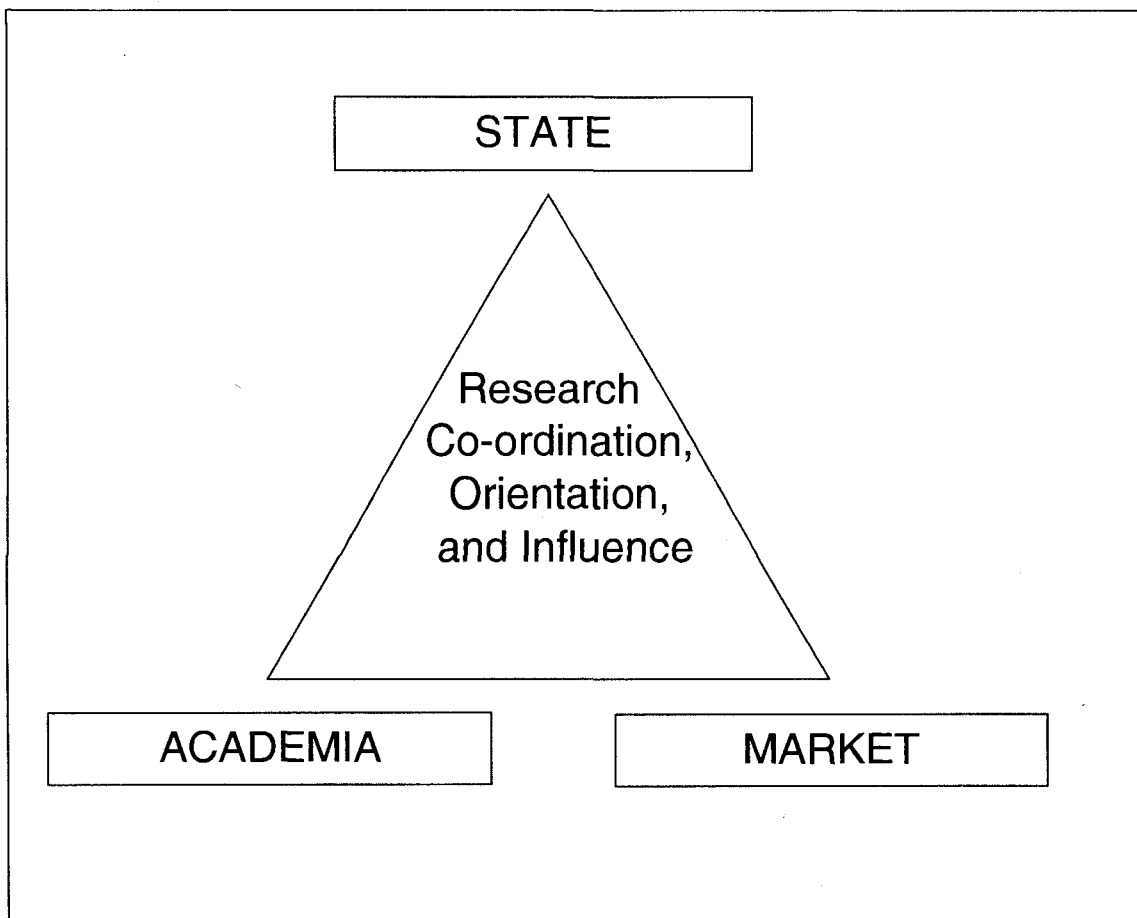 STATE
Research
Co-ordination,
Orientation,
and Influence
ACADEMIA
MARKET